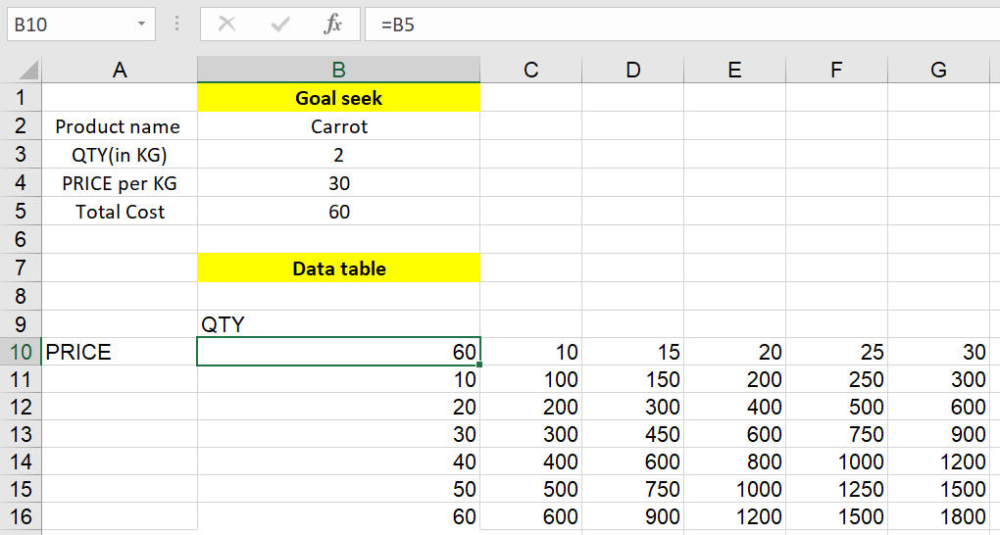 B10 fx =B5
A B C D E F G
1 Goal seek
2 Product name Carrot
3 QTY(in KG) 2
4 PRICE per KG 30
5 Total Cost 60
6
7 Data table
8
9 QTY
10 PRICE 60 10 15 20 25 30
11 10 100 150 200 250 300
12 20 200 300 400 500 600
13 30 300 450 600 750 900
14 40 400 600 800 1000 1200
15 50 500 750 1000 1250 1500
16 60 600 900 1200 1500 1800